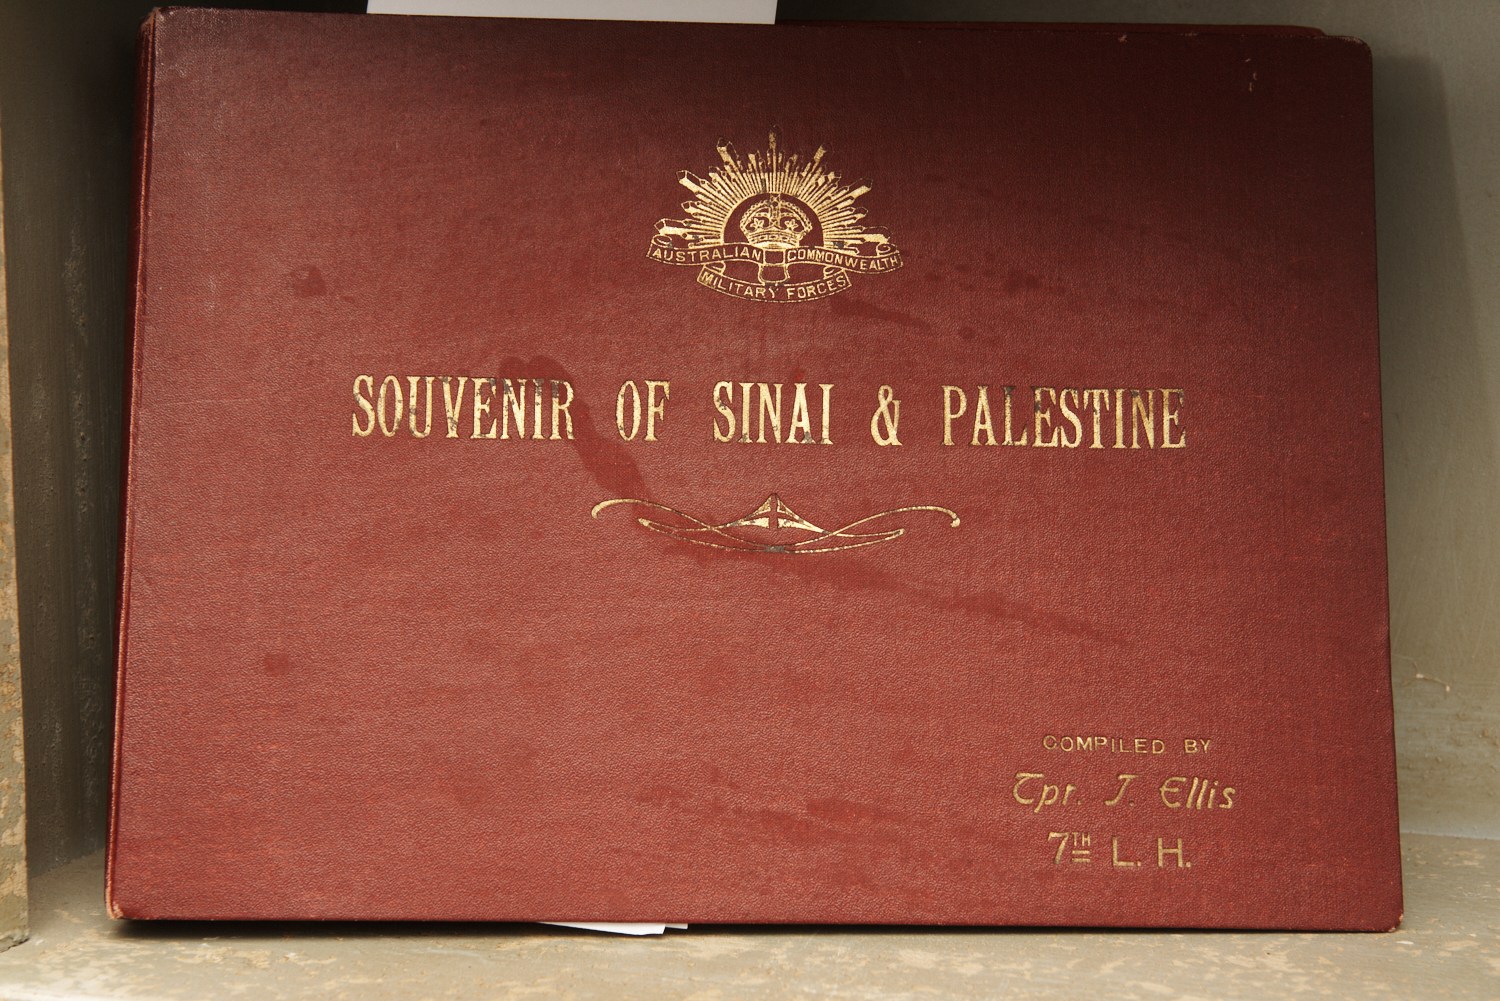 AUSTRALIAN COMMONWEALTH
MILITARY FORCES
SOUVENIR OF SINAI & PALESTINE
COMPILED BY
Tpr. J. Ellis
7TH L. H.